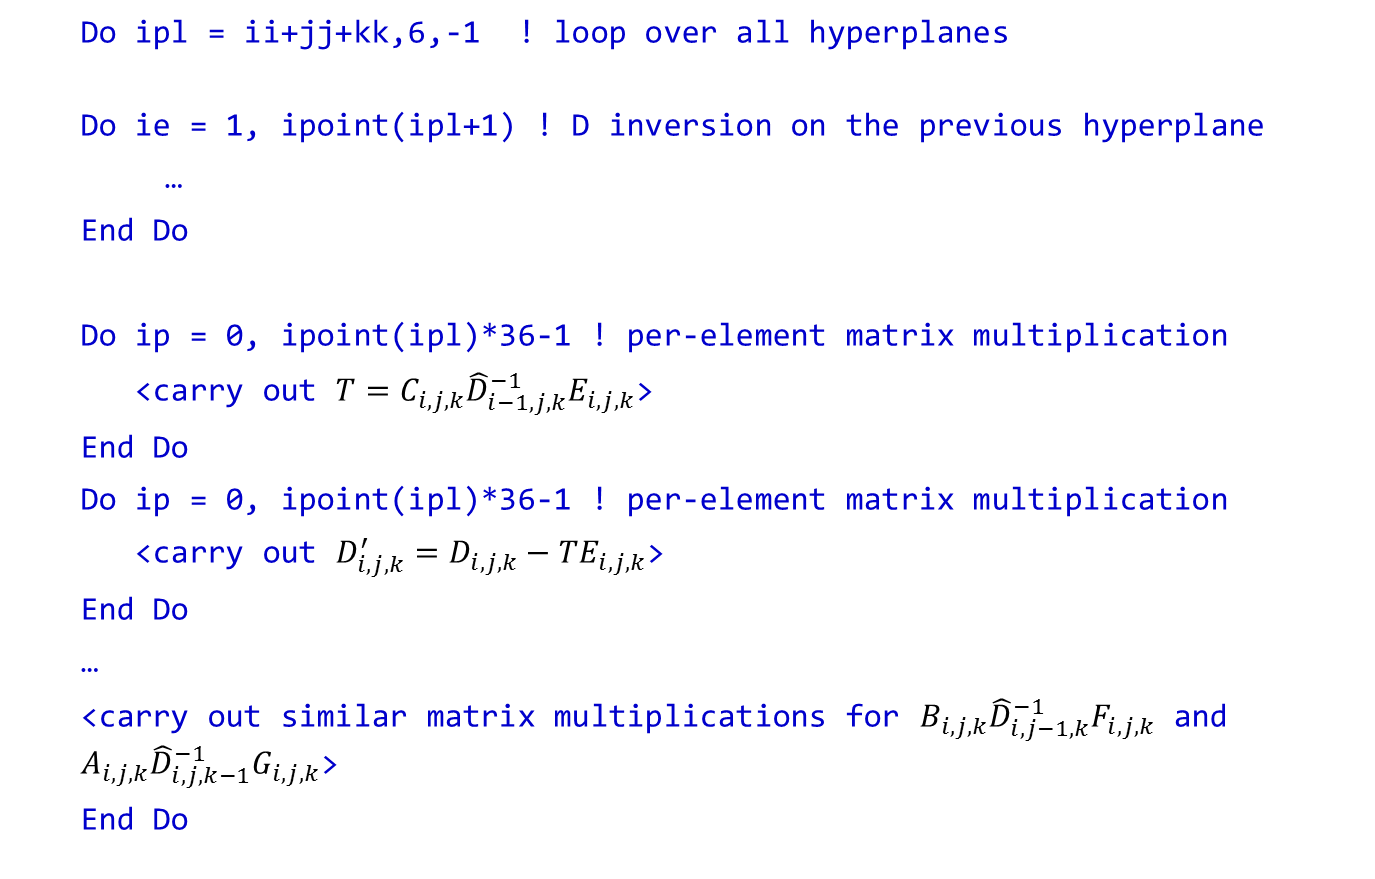 Do ipl = ii+jj+kk,6,-1  ! loop over all hyperplanes
Do ie = 1, ipoint(ipl+1) ! D inversion on the previous hyperplane
…
End Do
Do ip = 0, ipoint(ipl)*36-1 ! per-element matrix multiplication
<carry out $T = C_{i,j,k}\widehat{D}^{-1}_{i-1,j,k}E_{i,j,k}$>
End Do
Do ip = 0, ipoint(ipl)*36-1 ! per-element matrix multiplication
<carry out $D'_{i,j,k} = D_{i,j,k} - TE_{i,j,k}$>
End Do
…
<carry out similar matrix multiplications for $B_{i,j,k}\widehat{D}^{-1}_{i,j-1,k}F_{i,j,k}$ and
$A_{i,j,k}\widehat{D}^{-1}_{i,j,k-1}G_{i,j,k}$>
End Do